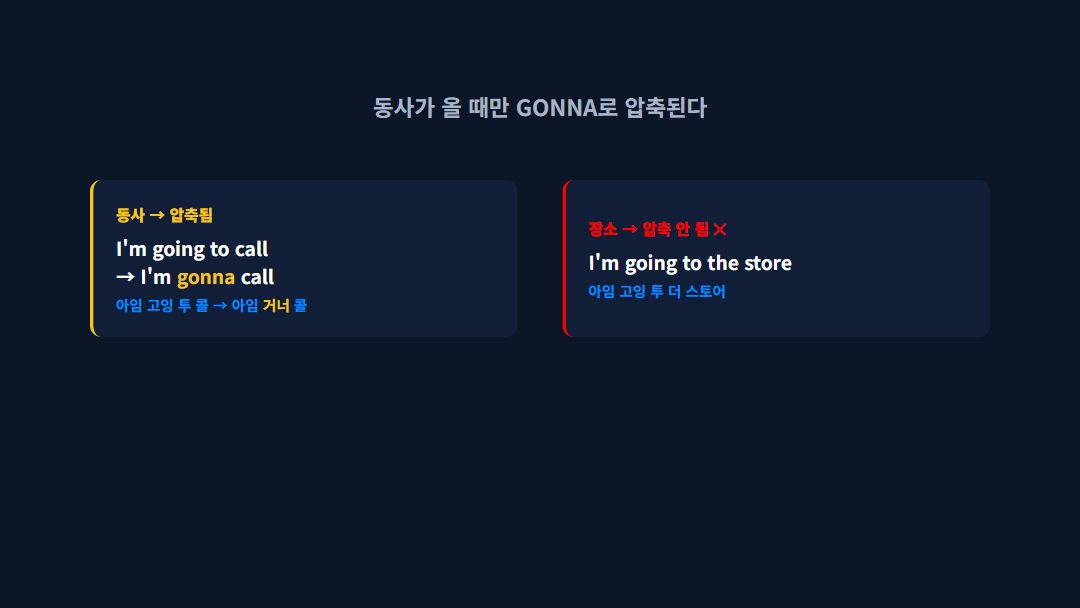 동사가 올 때만 GONNA로 압축된다
동사 → 압축됨
I'm going to call
→ I'm gonna call
아임 고잉 투 콜 → 아임 거너 콜
장소 → 압축 안 됨 ✕
I'm going to the store
아임 고잉 투 더 스토어